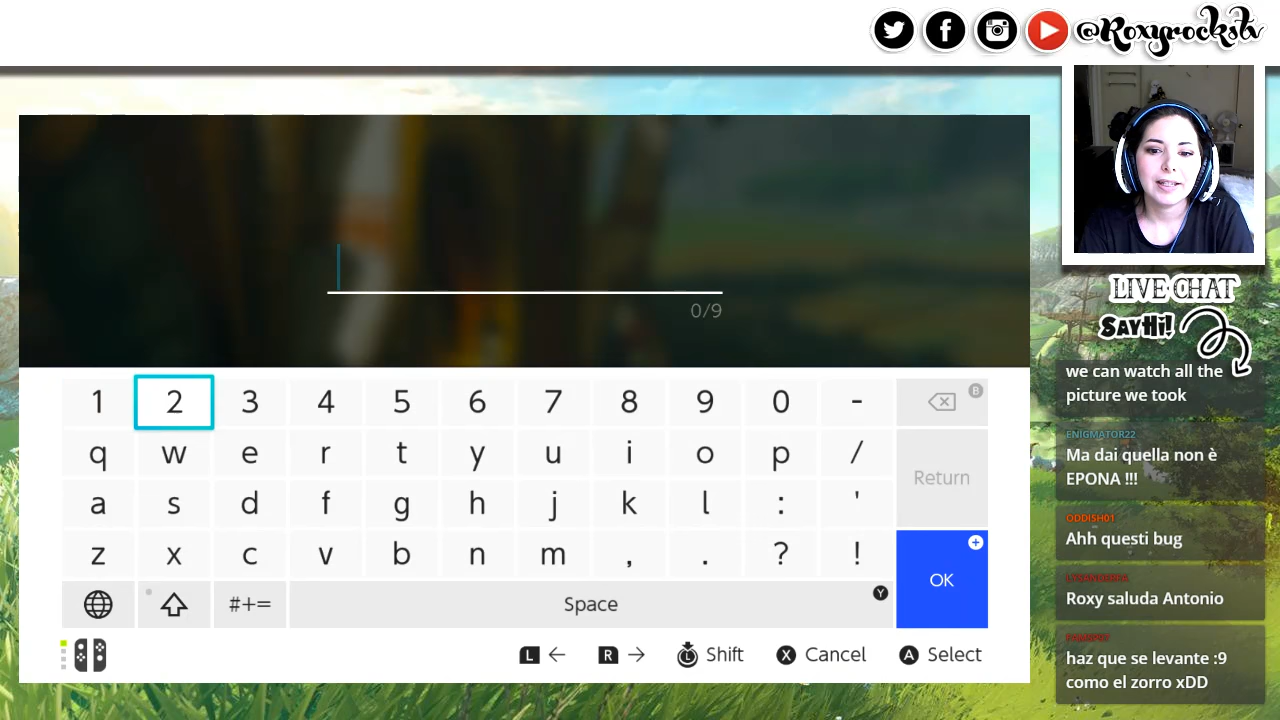 @Roxyrockstv
LIVE CHAT
SAY Hi!
0/9
1 2 3 4 5 6 7 8 9 0 - B
q w e r t y u i o p /
Return
a s d f g h j k l : '
z x c v b n m , . ? !
OK
#+= Space Y
L ← R → L Shift X Cancel A Select
we can watch all the
picture we took
ENIGMATOR22
Ma dai quella non è
EPONA !!!
ODDISH01
Ahh questi bug
Roxy saluda Antonio
haz que se levante :9
como el zorro xDD